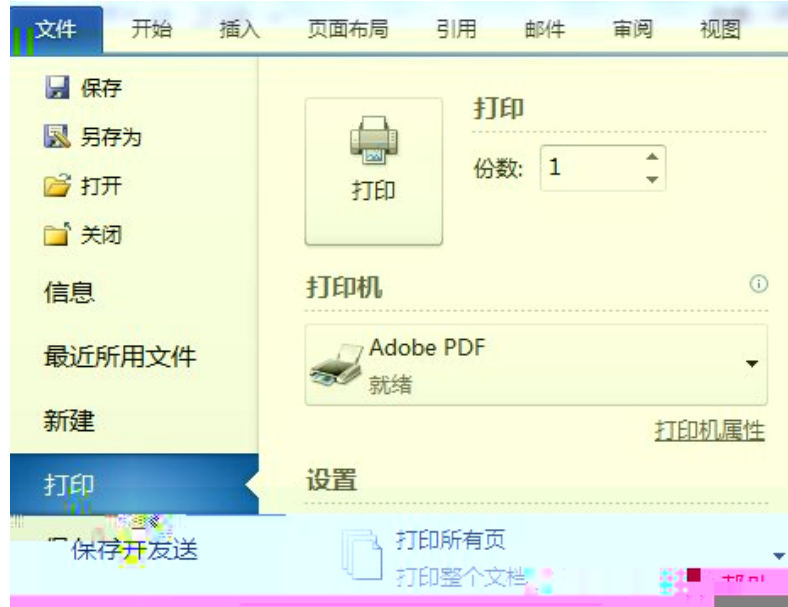 文件 开始 插入 页面布局 引用 邮件 审阅 视图
保存
另存为
打开
关闭
信息
最近所用文件
新建
打印
保存并发送
打印
打印
份数: 1
打印机
Adobe PDF
就绪
打印机属性
设置
打印所有页
打印整个文档